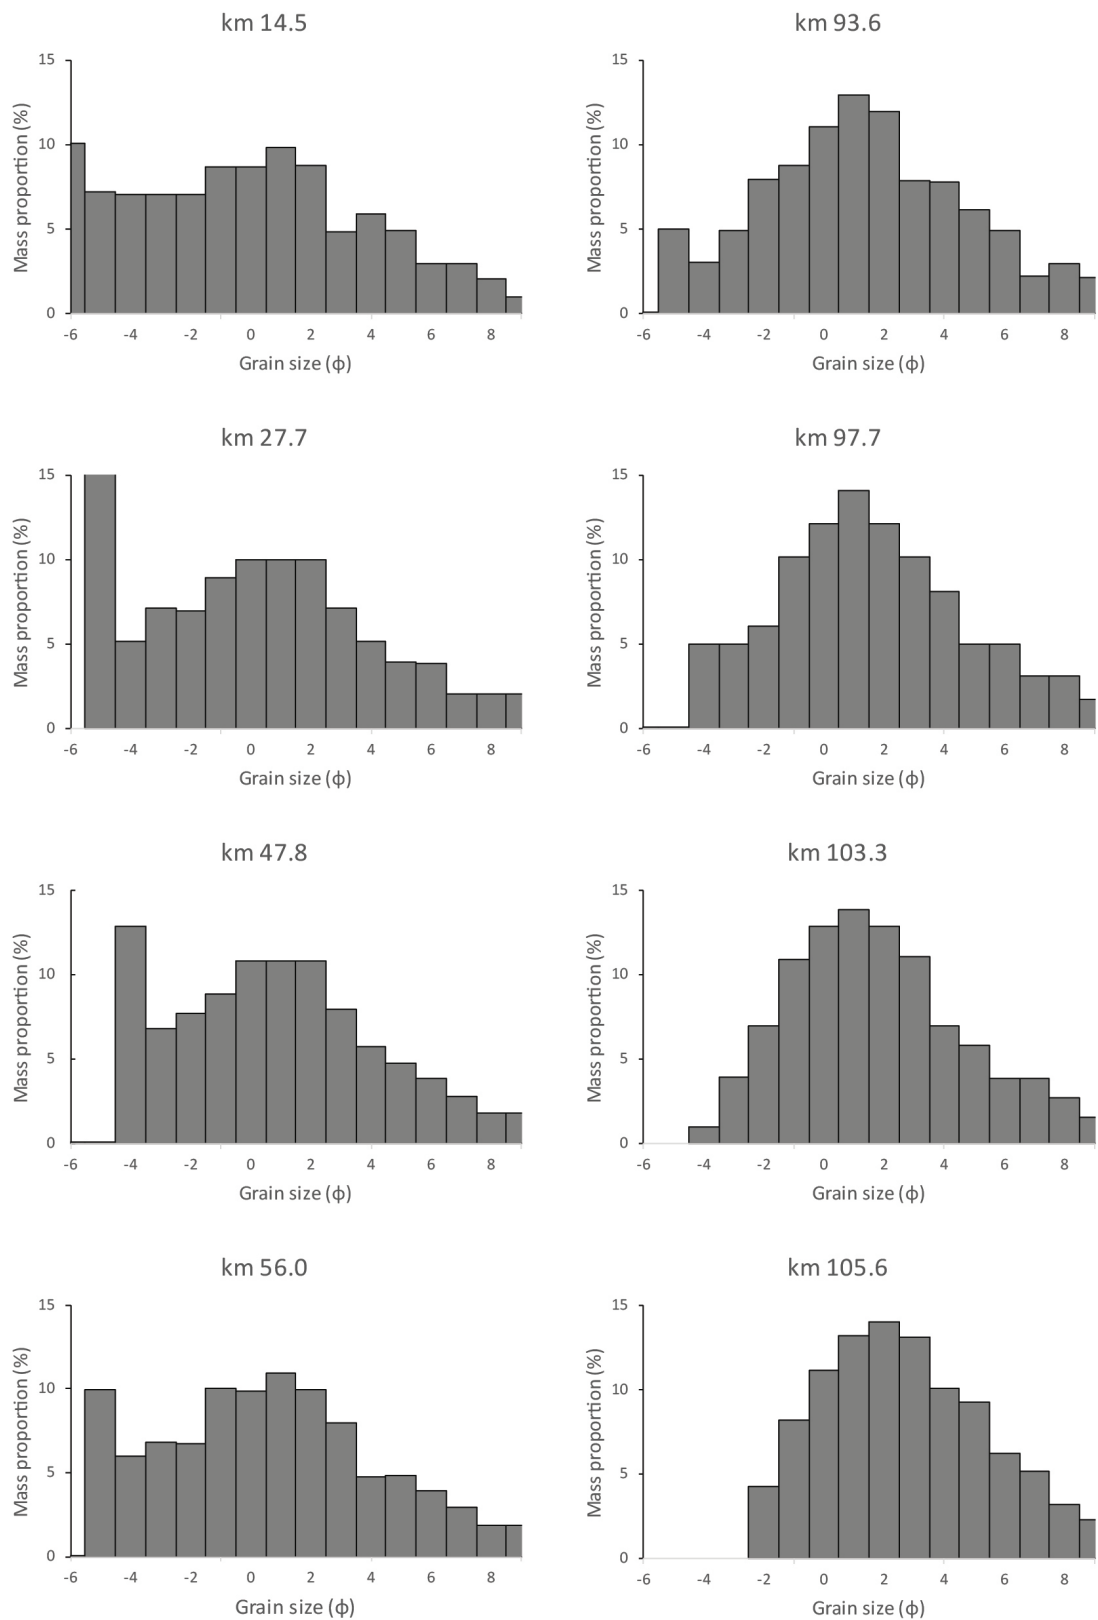 km 14.5
15
10
5
0
Mass proportion (%)
-6 -4 -2 0 2 4 6 8
Grain size (ϕ)
km 27.7
15
10
5
0
Mass proportion (%)
-6 -4 -2 0 2 4 6 8
Grain size (ϕ)
km 47.8
15
10
5
0
Mass proportion (%)
-6 -4 -2 0 2 4 6 8
Grain size (ϕ)
km 56.0
15
10
5
0
Mass proportion (%)
-6 -4 -2 0 2 4 6 8
Grain size (ϕ)
km 93.6
15
10
5
0
Mass proportion (%)
-6 -4 -2 0 2 4 6 8
Grain size (ϕ)
km 97.7
15
10
5
0
Mass proportion (%)
-6 -4 -2 0 2 4 6 8
Grain size (ϕ)
km 103.3
15
10
5
0
Mass proportion (%)
-6 -4 -2 0 2 4 6 8
Grain size (ϕ)
km 105.6
15
10
5
0
Mass proportion (%)
-6 -4 -2 0 2 4 6 8
Grain size (ϕ)